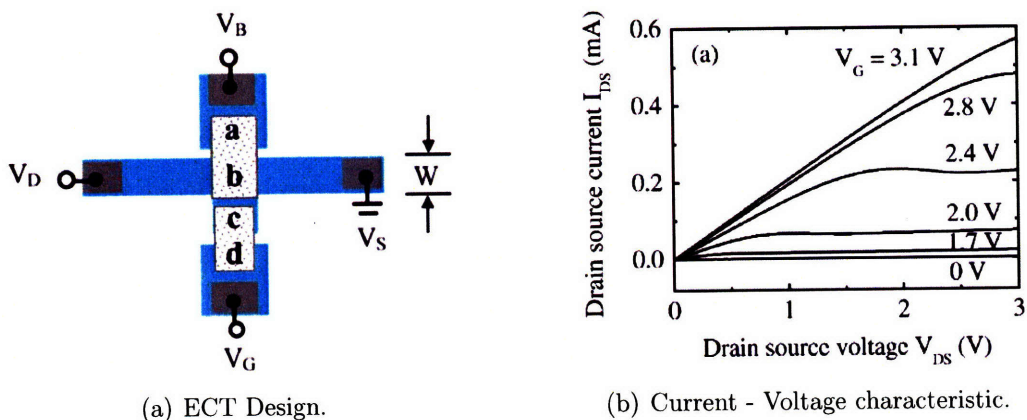 V_B
a
b
V_D
W
c
d
V_S
V_G
(a) ECT Design.
Drain source current I_DS (mA)
0.6
0.4
0.2
0.0
(a)
V_G = 3.1 V
2.8 V
2.4 V
2.0 V
1.7 V
0 V
0 1 2 3
Drain source voltage V_DS (V)
(b) Current - Voltage characteristic.